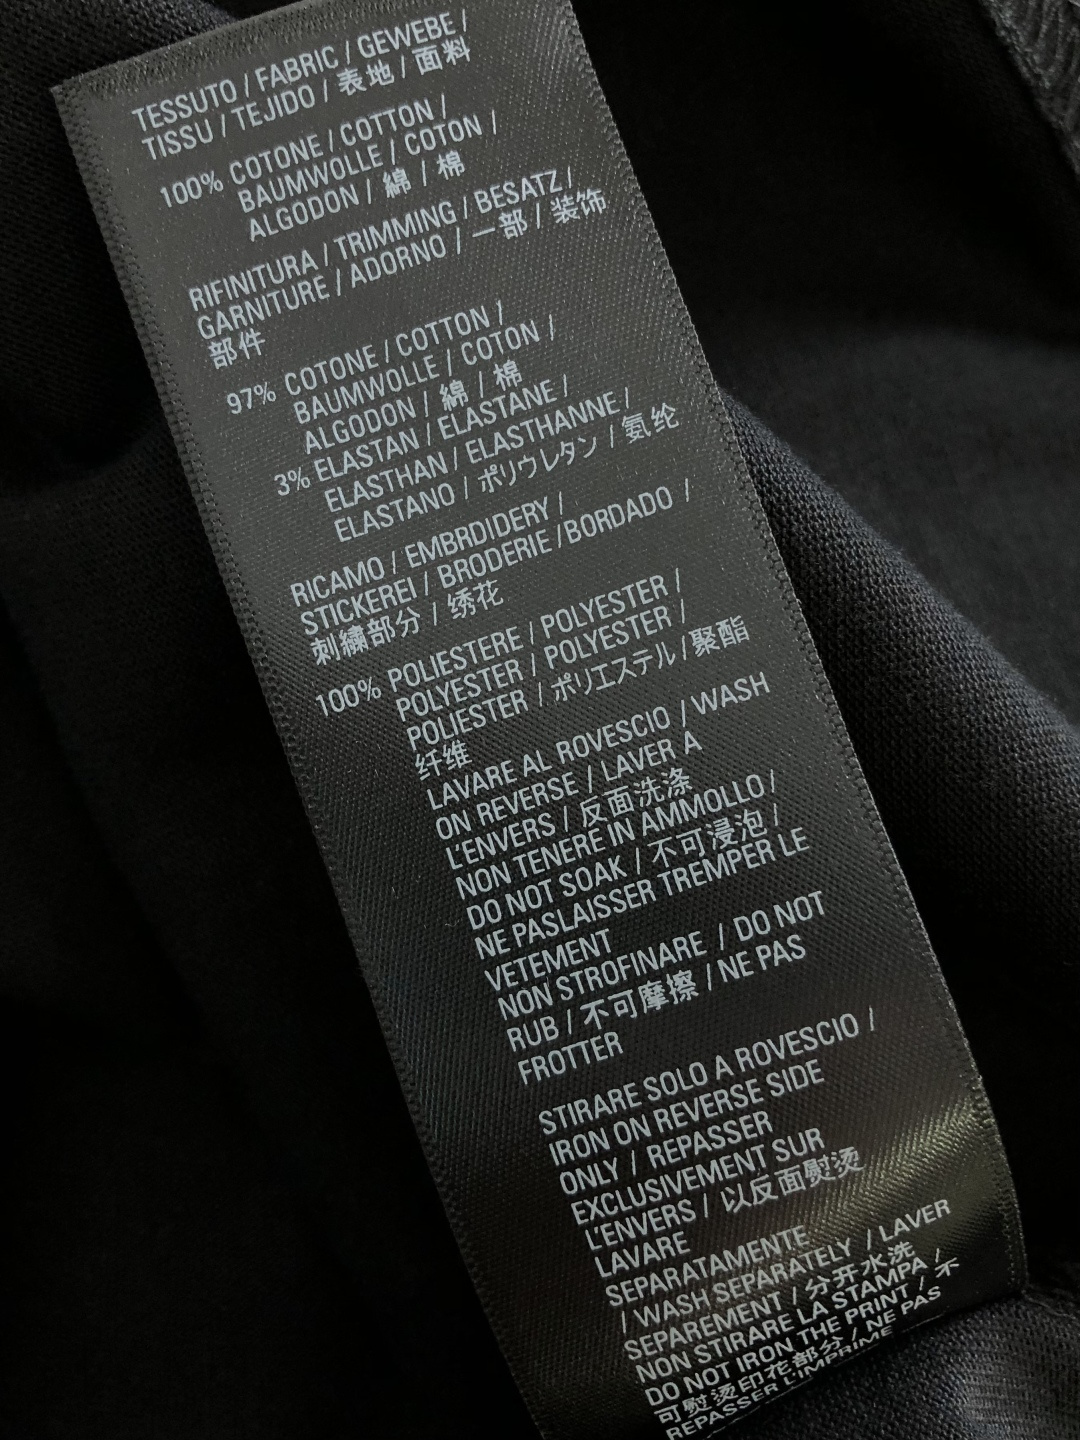 TESSUTO / FABRIC / GEWEBE /
TISSU / TEJIDO / 表地 / 面料
100% COTONE / COTTON /
BAUMWOLLE / COTON /
ALGODON / 綿 / 棉
RIFINITURA / TRIMMING / BESATZ /
GARNITURE / ADORNO / 一部 / 装饰
部件
97% COTONE / COTTON /
BAUMWOLLE / COTON /
ALGODON / 綿 / 棉
3% ELASTAN / ELASTANE /
ELASTHAN / ELASTHANNE /
ELASTANO / ポリウレタン / 氨纶
RICAMO / EMBRDIDERY /
STICKEREI / BRODERIE /BORDADO /
刺繍部分 / 绣花
100% POLIESTERE / POLYESTER /
POLYESTER / POLYESTER /
POLIESTER / ポリエステル / 聚酯
纤维
LAVARE AL ROVESCIO / WASH
ON REVERSE / LAVER A
L'ENVERS / 反面洗涤
NON TENERE IN AMMOLLO /
DO NOT SOAK / 不可浸泡 /
NE PASLAISSER TREMPER LE
VETEMENT
NON STROFINARE / DO NOT
RUB / 不可摩擦 / NE PAS
FROTTER
STIRARE SOLO A ROVESCIO /
IRON ON REVERSE SIDE
ONLY / REPASSER
EXCLUSIVEMENT SUR
L'ENVERS / 以反面熨烫
LAVARE
SEPARATAMENTE
/ WASH SEPARATELY / LAVER
SEPAREMENT / 分开水洗
NON STIRARE LA STAMPA /
DO NOT IRON THE PRINT / 不
可熨烫印花部分 / NE PAS
REPASSER L'IMPRIME